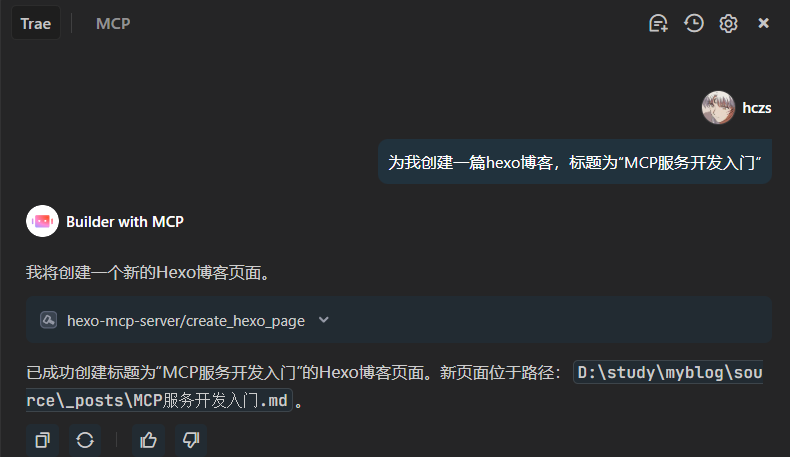 Trae MCP
hczs
为我创建一篇hexo博客，标题为“MCP服务开发入门”
Builder with MCP
我将创建一个新的Hexo博客页面。
hexo-mcp-server/create_hexo_page
已成功创建标题为“MCP服务开发入门”的Hexo博客页面。新页面位于路径： D:\study\myblog\sou
rce\_posts\MCP服务开发入门.md 。